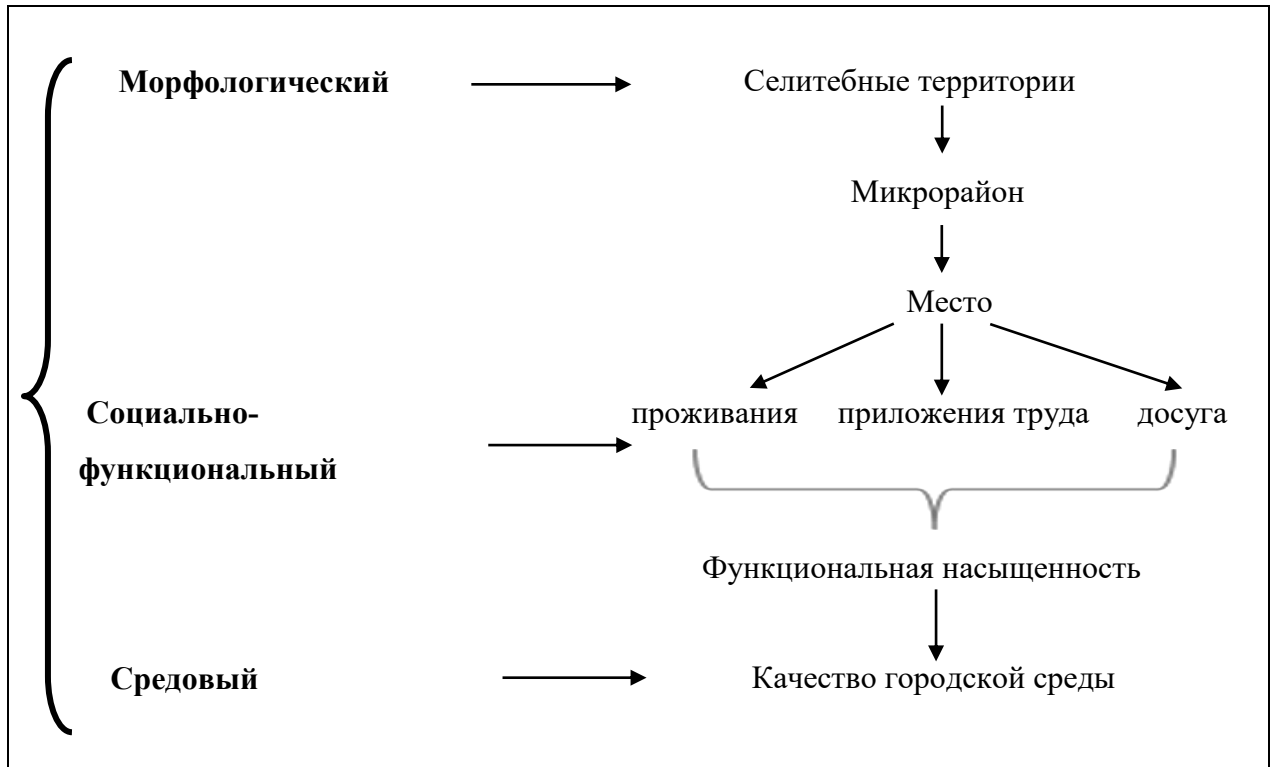 Морфологический
Селитебные территории
Микрорайон
Место
Социально-
функциональный
проживания
приложения труда
досуга
Функциональная насыщенность
Средовый
Качество городской среды